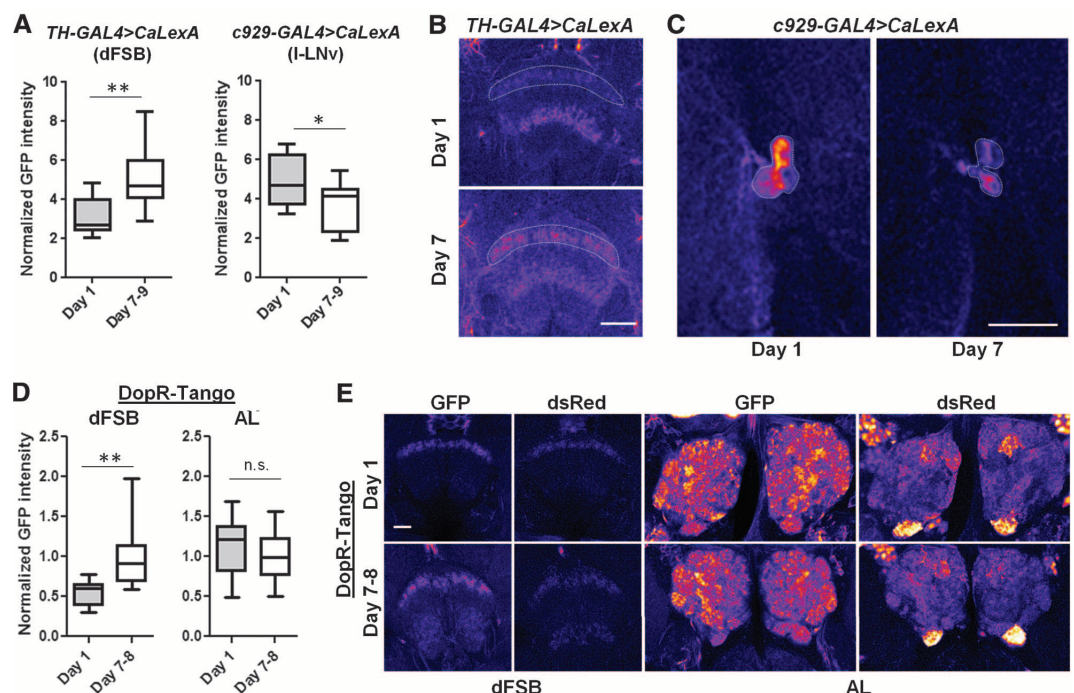 A
TH-GAL4>CaLexA
(dFSB)
c929-GAL4>CaLexA
(l-LNv)
Normalized GFP intensity
10
8
6
4
2
0
**
Day 1
Day 7-9
Normalized GFP intensity
10
8
6
4
2
0
*
Day 1
Day 7-9
B
TH-GAL4>CaLexA
Day 1
Day 7
C
c929-GAL4>CaLexA
Day 1
Day 7
D
DopR-Tango
dFSB
AL
Normalized GFP intensity
2.5
2.0
1.5
1.0
0.5
0.0
**
Day 1
Day 7-8
2.5
2.0
1.5
1.0
0.5
0.0
n.s.
Day 1
Day 7-8
E
GFP
dsRed
GFP
dsRed
DopR-Tango
Day 1
Day 7-8
dFSB
AL